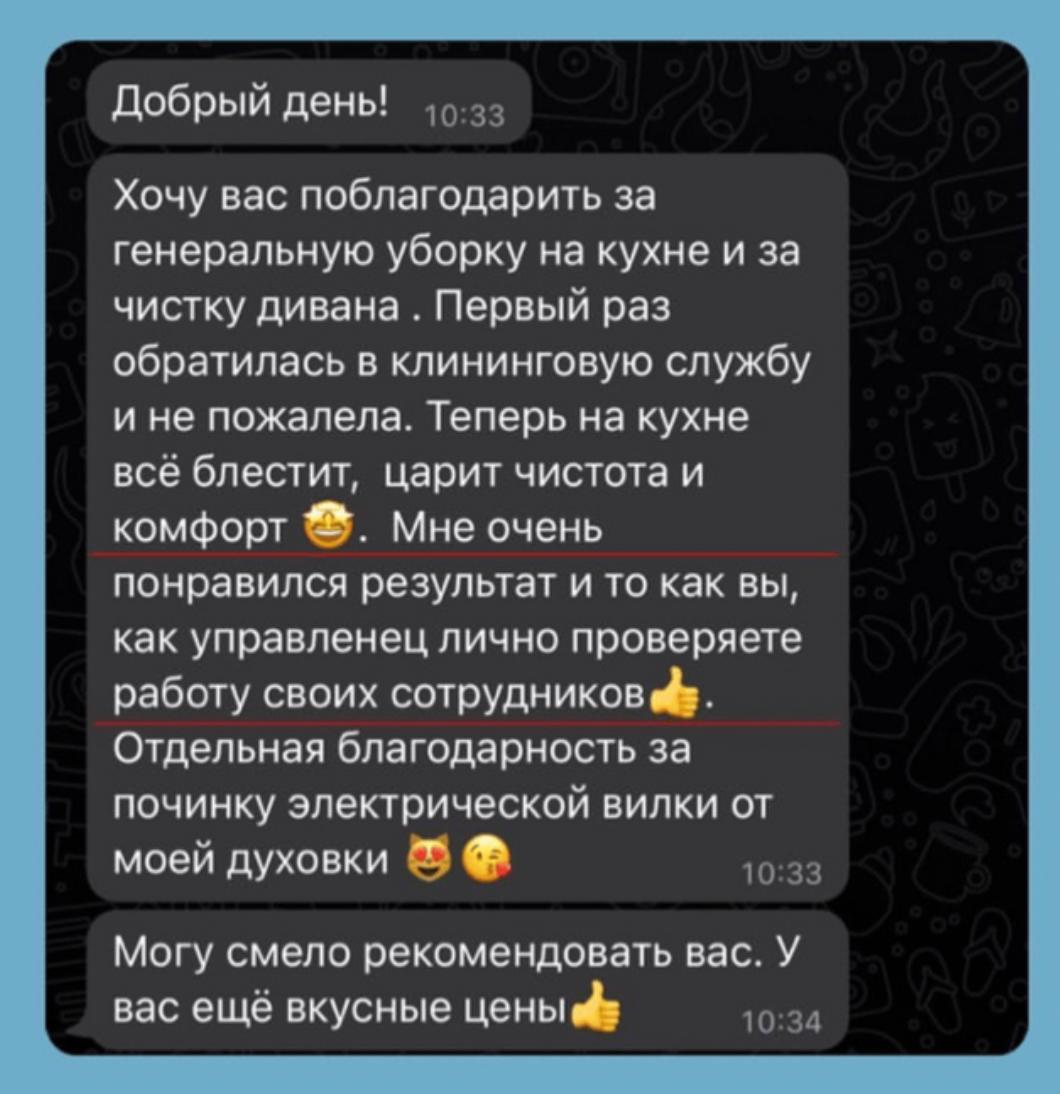 Добрый день! 10:33
Хочу вас поблагодарить за
генеральную уборку на кухне и за
чистку дивана . Первый раз
обратилась в клининговую службу
и не пожалела. Теперь на кухне
всё блестит,  царит чистота и
комфорт 🤩.  Мне очень
понравился результат и то как вы,
как управленец лично проверяете
работу своих сотрудников👍.
Отдельная благодарность за
починку электрической вилки от
моей духовки 😻😘 10:33
Могу смело рекомендовать вас. У
вас ещё вкусные цены👍 10:34